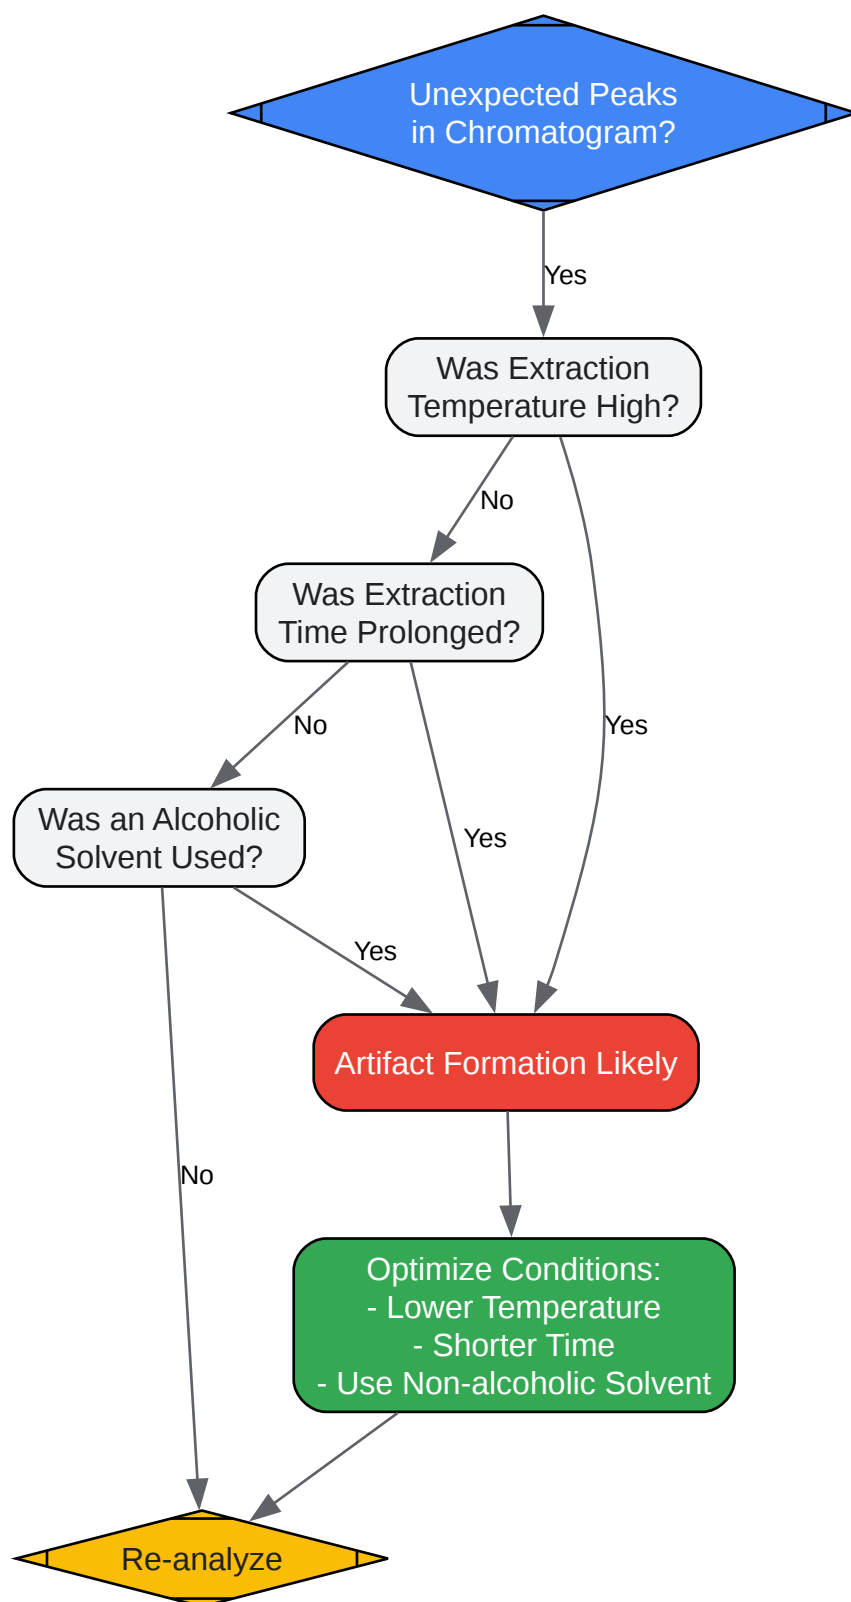 Unexpected Peaks
in Chromatogram?
Yes
Was Extraction
Temperature High?
No
Was Extraction
Time Prolonged?
No
Yes
Was an Alcoholic
Solvent Used?
Yes
Yes
Artifact Formation Likely
No
Optimize Conditions:
- Lower Temperature
- Shorter Time
- Use Non-alcoholic Solvent
Re-analyze